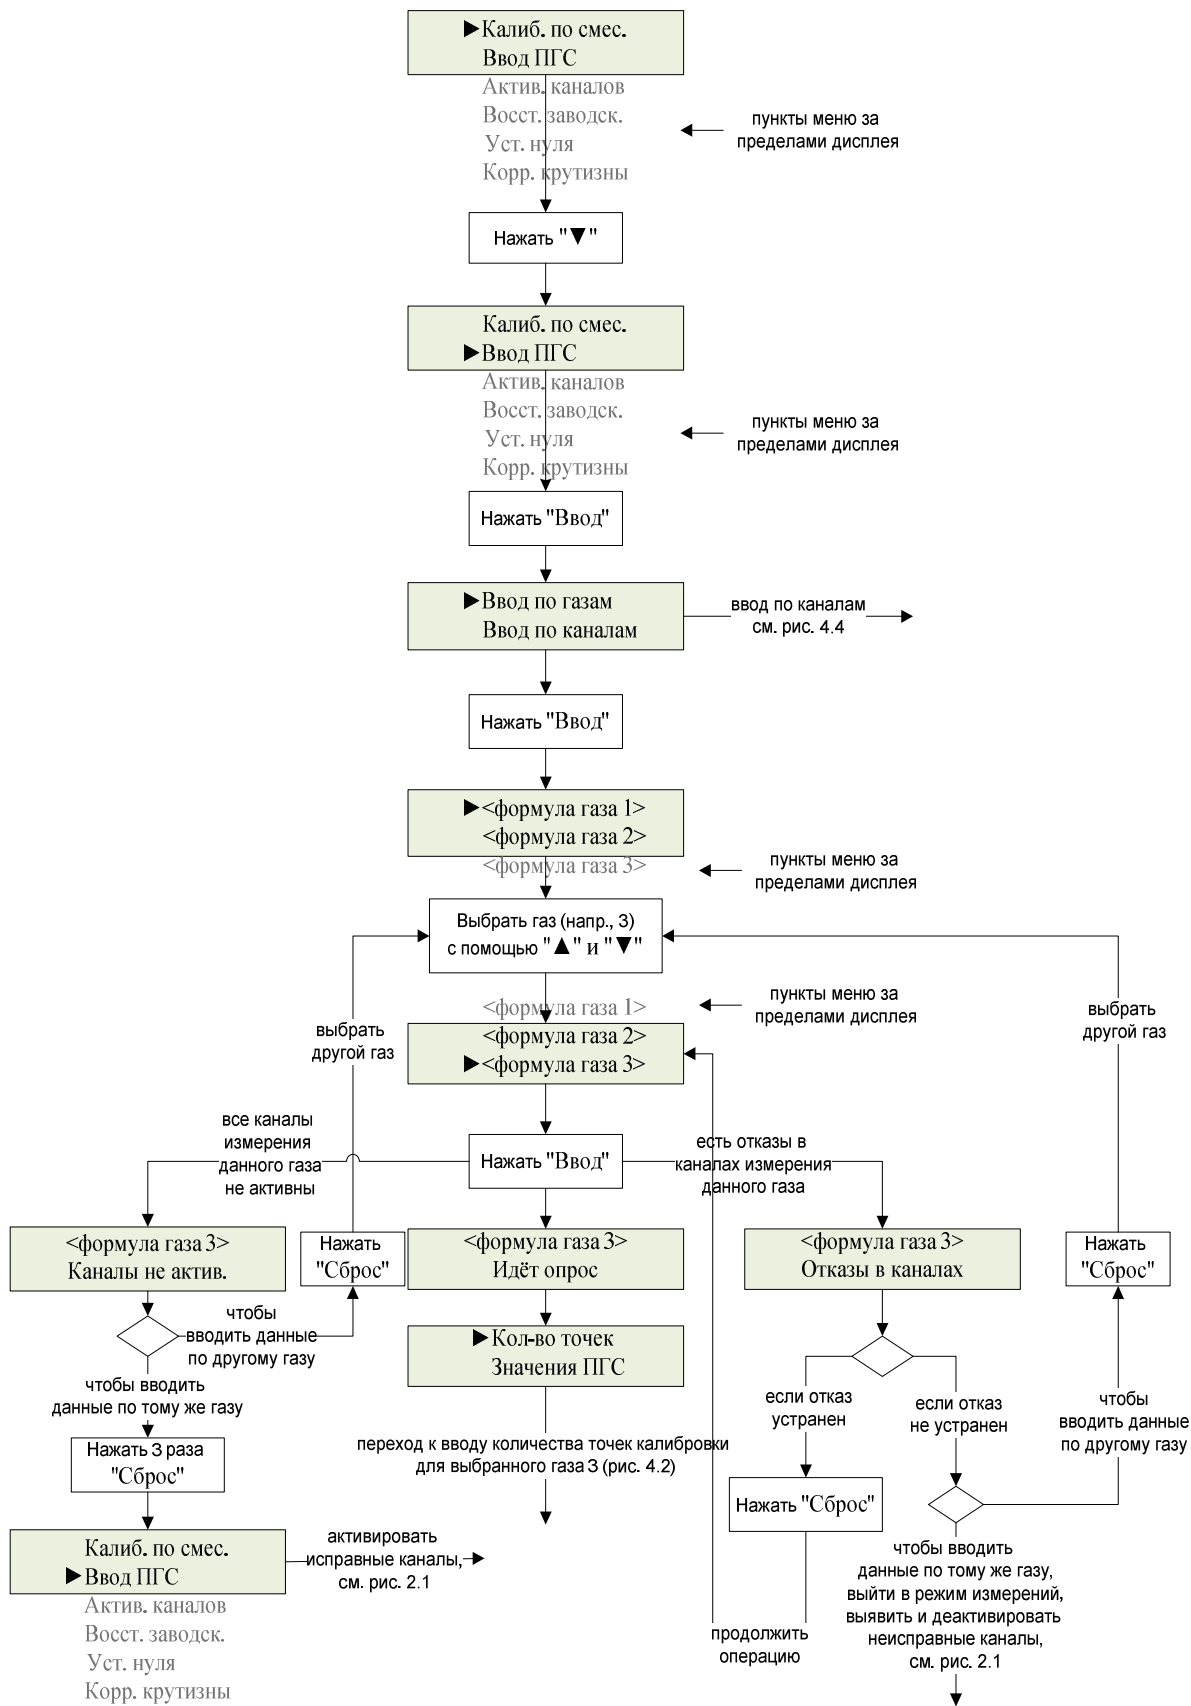 ▶Калиб. по смес.
Ввод ПГС
Актив. каналов
Восст. заводск.
Уст. нуля
Корр. крутизны
пункты меню за
пределами дисплея
Нажать "▼"
Калиб. по смес.
▶Ввод ПГС
Актив. каналов
Восст. заводск.
Уст. нуля
Корр. крутизны
пункты меню за
пределами дисплея
Нажать "Ввод"
▶Ввод по газам
Ввод по каналам
ввод по каналам
см. рис. 4.4
Нажать "Ввод"
▶<формула газа 1>
<формула газа 2>
<формула газа 3>
пункты меню за
пределами дисплея
Выбрать газ (напр., 3)
с помощью "▲" и "▼"
<формула газа 1>
<формула газа 2>
▶<формула газа 3>
пункты меню за
пределами дисплея
выбрать
другой газ
выбрать
другой газ
все каналы
измерения
данного газа
не активны
Нажать "Ввод"
есть отказы в
каналах измерения
данного газа
<формула газа 3>
Каналы не актив.
Нажать
"Сброс"
<формула газа 3>
Идёт опрос
<формула газа 3>
Отказы в каналах
Нажать
"Сброс"
чтобы
вводить данные
по другому газу
▶Кол-во точек
Значения ПГС
чтобы вводить
данные по тому же газу
если отказ
устранен
если отказ
не устранен
чтобы
вводить данные
по другому газу
Нажать 3 раза
"Сброс"
переход к вводу количества точек калибровки
для выбранного газа 3 (рис. 4.2)
Нажать "Сброс"
Калиб. по смес.
▶Ввод ПГС
Актив. каналов
Восст. заводск.
Уст. нуля
Корр. крутизны
активировать
исправные каналы,
см. рис. 2.1
продолжить
операцию
чтобы вводить
данные по тому же газу,
выйти в режим измерений,
выявить и деактивировать
неисправные каналы,
см. рис. 2.1